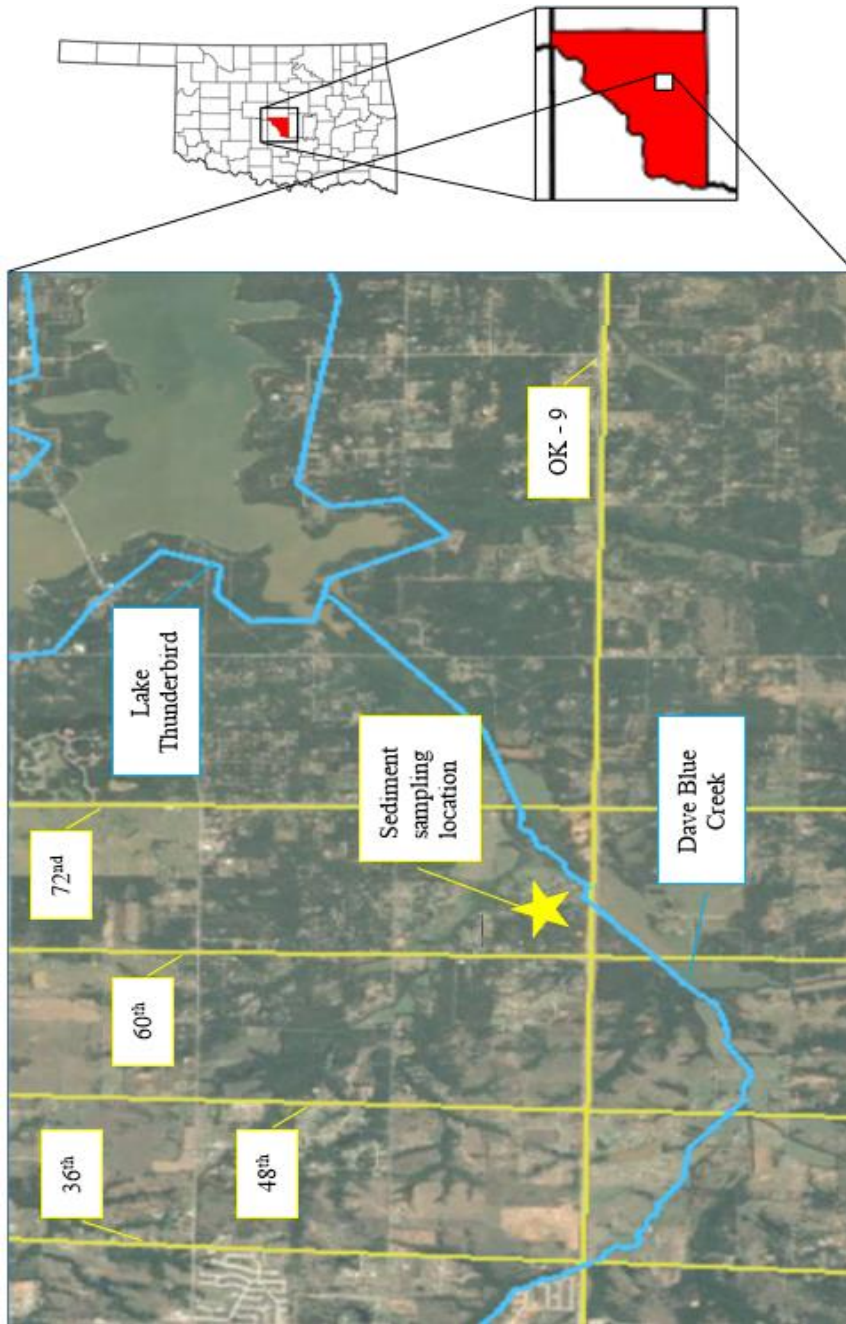 36ᵗʰ
48ᵗʰ
60ᵗʰ
72ⁿᵈ
Lake
Thunderbird
Sediment
sampling
location
OK - 9
Dave Blue
Creek